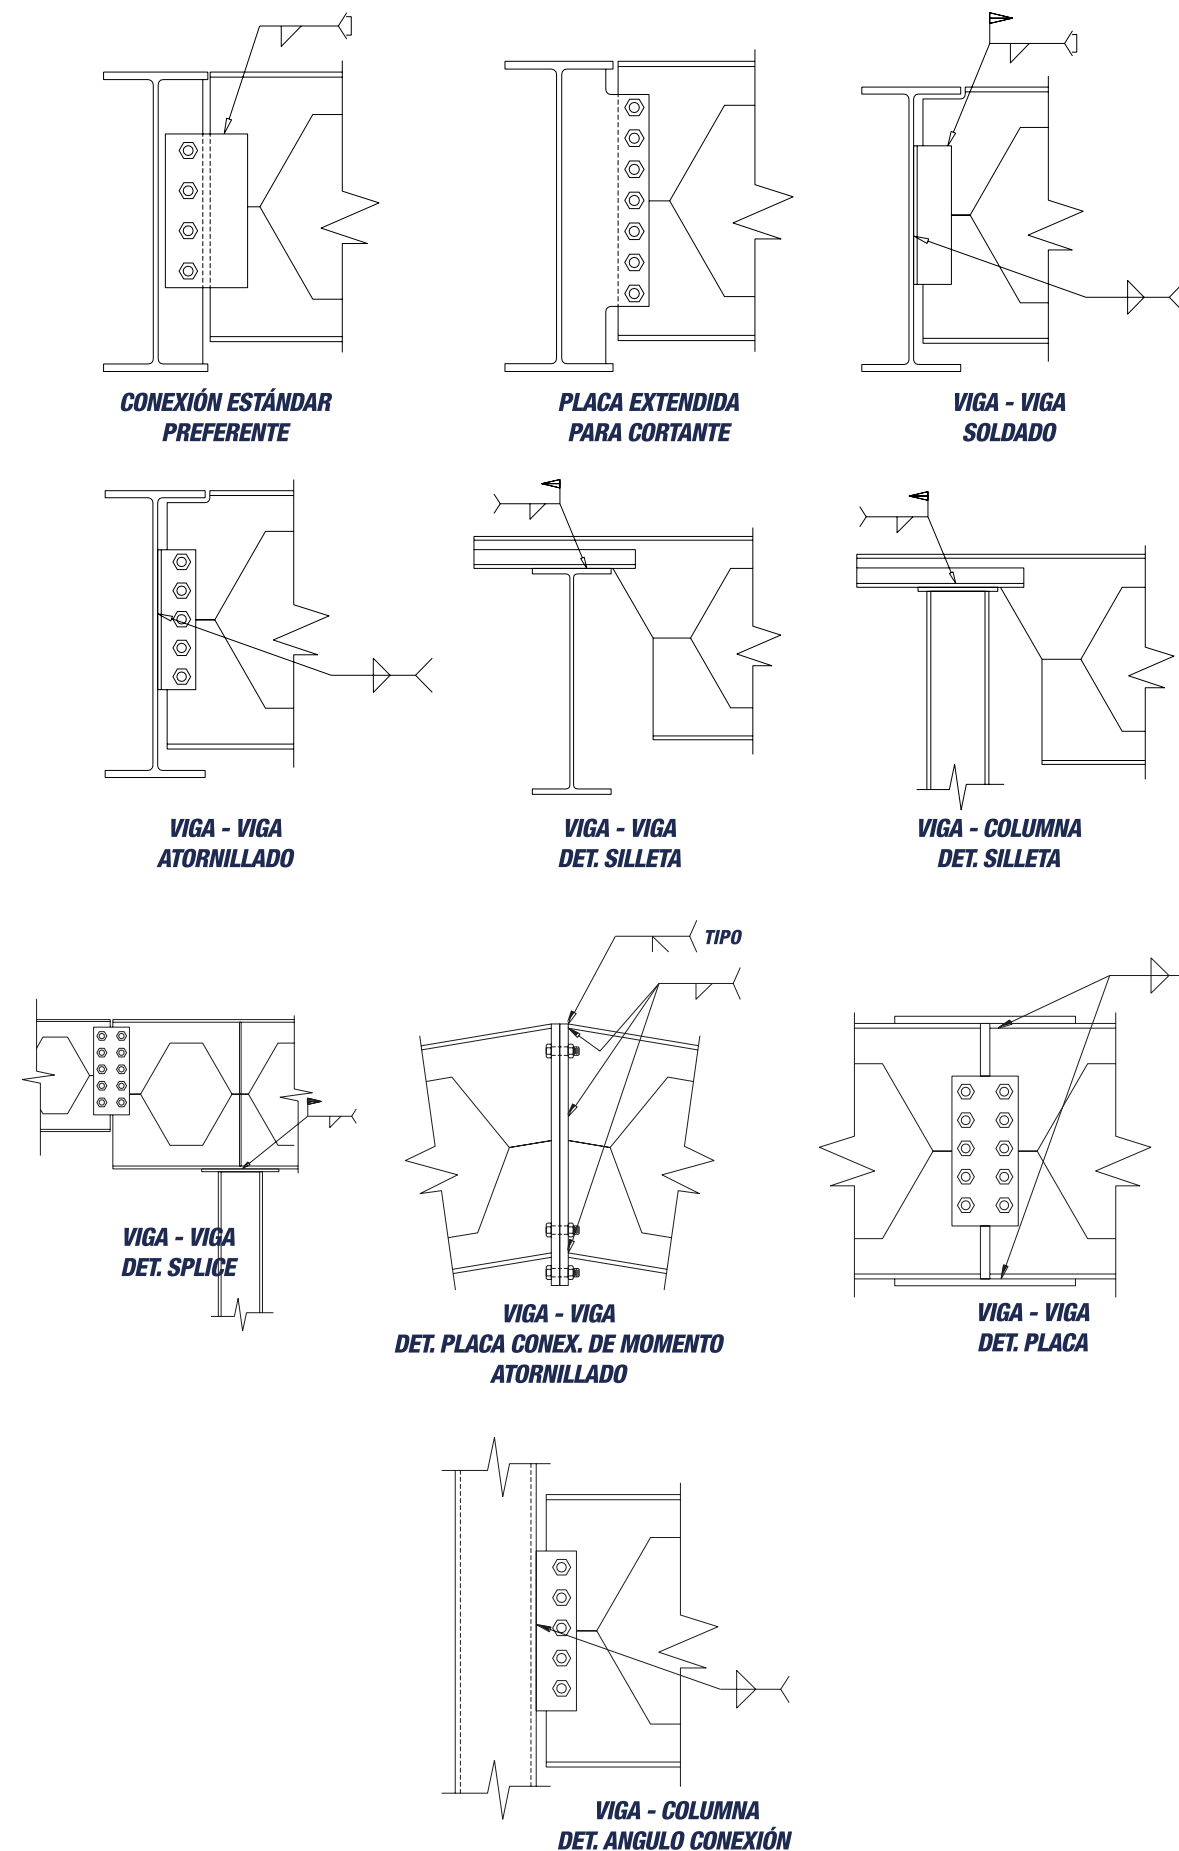 CONEXIÓN ESTÁNDAR
PREFERENTE
PLACA EXTENDIDA
PARA CORTANTE
VIGA - VIGA
SOLDADO
VIGA - VIGA
ATORNILLADO
VIGA - VIGA
DET. SILLETA
VIGA - COLUMNA
DET. SILLETA
TIPO
VIGA - VIGA
DET. SPLICE
VIGA - VIGA
DET. PLACA CONEX. DE MOMENTO
ATORNILLADO
VIGA - VIGA
DET. PLACA
VIGA - COLUMNA
DET. ANGULO CONEXIÓN